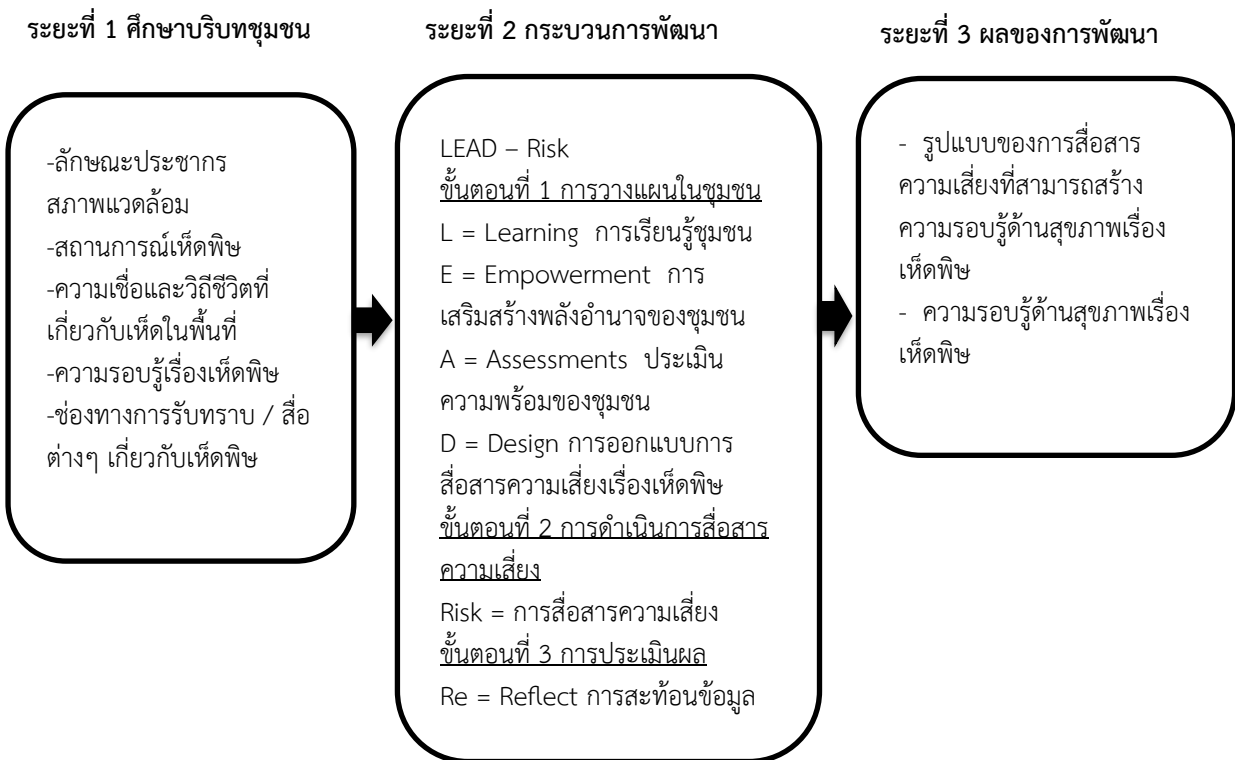 ระยะที่ 1 ศึกษาบริบทชุมชน
-ลักษณะประชากร
สภาพแวดล้อม
-สถานการณ์เห็ดพิษ
-ความเชื่อและวิถีชีวิตที่
เกี่ยวกับเห็ดในพื้นที่
-ความรอบรู้เรื่องเห็ดพิษ
-ช่องทางการรับทราบ / สื่อ
ต่างๆ เกี่ยวกับเห็ดพิษ
ระยะที่ 2 กระบวนการพัฒนา
LEAD – Risk
ขั้นตอนที่ 1 การวางแผนในชุมชน
L = Learning การเรียนรู้ชุมชน
E = Empowerment การ
เสริมสร้างพลังอำนาจของชุมชน
A = Assessments ประเมิน
ความพร้อมของชุมชน
D = Design การออกแบบการ
สื่อสารความเสี่ยงเรื่องเห็ดพิษ
ขั้นตอนที่ 2 การดำเนินการสื่อสาร
ความเสี่ยง
Risk = การสื่อสารความเสี่ยง
ขั้นตอนที่ 3 การประเมินผล
Re = Reflect การสะท้อนข้อมูล
ระยะที่ 3 ผลของการพัฒนา
- รูปแบบของการสื่อสาร
ความเสี่ยงที่สามารถสร้าง
ความรอบรู้ด้านสุขภาพเรื่อง
เห็ดพิษ
- ความรอบรู้ด้านสุขภาพเรื่อง
เห็ดพิษ